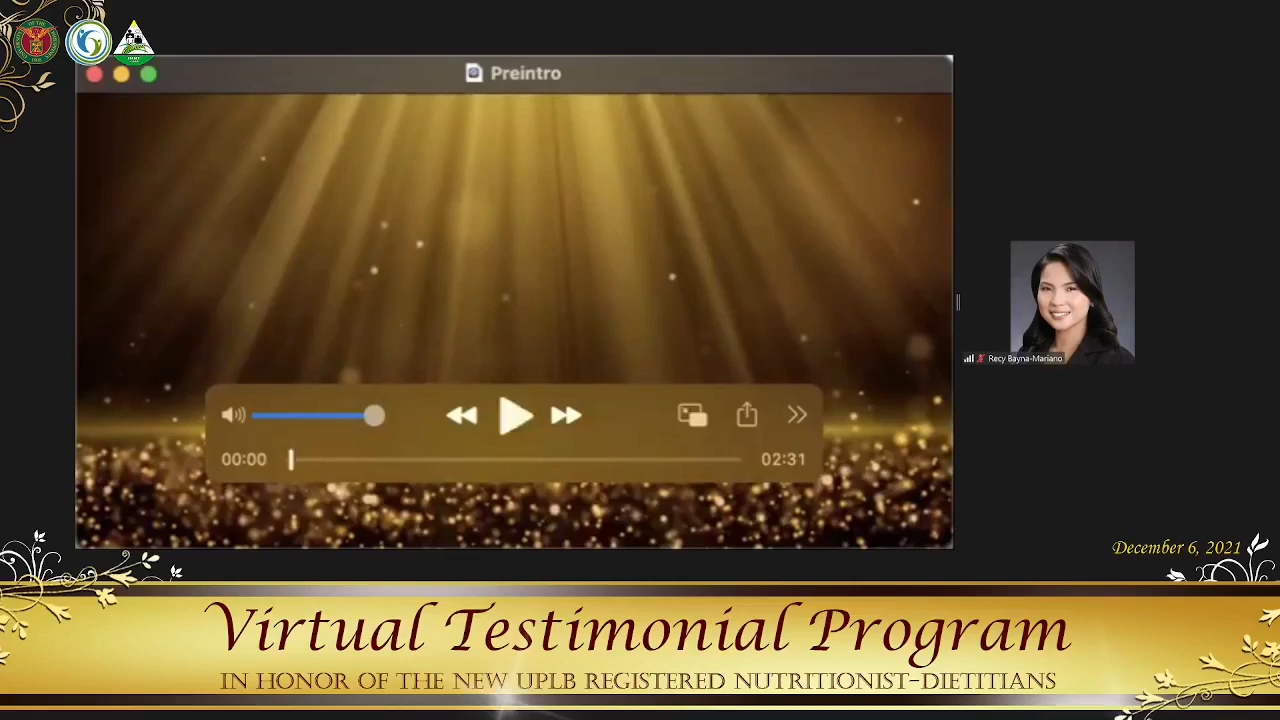 Preintro
00:00
02:31
Recy Bayna-Mariano
December 6, 2021
Virtual Testimonial Program
IN HONOR OF THE NEW UPLB REGISTERED NUTRITIONIST-DIETITIANS